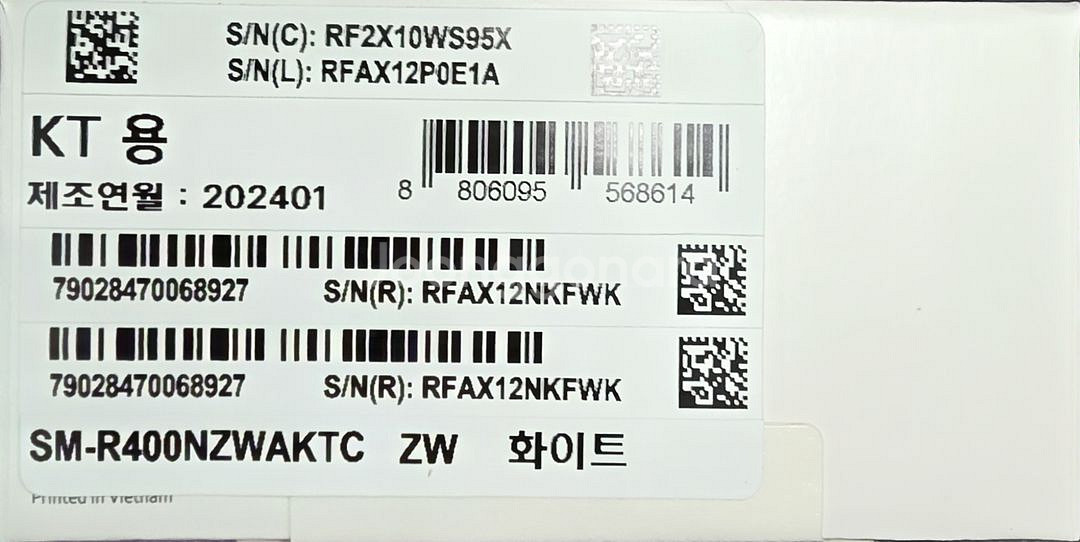 S/N(C): RF2X10WS95X
S/N(L): RFAX12P0E1A
KT 용
제조연월 : 202401
8 806095 568614
79028470068927 S/N(R): RFAX12NKFWK
79028470068927 S/N(R): RFAX12NKFWK
SM-R400NZWAKTC ZW 화이트
Printed in Vietnam